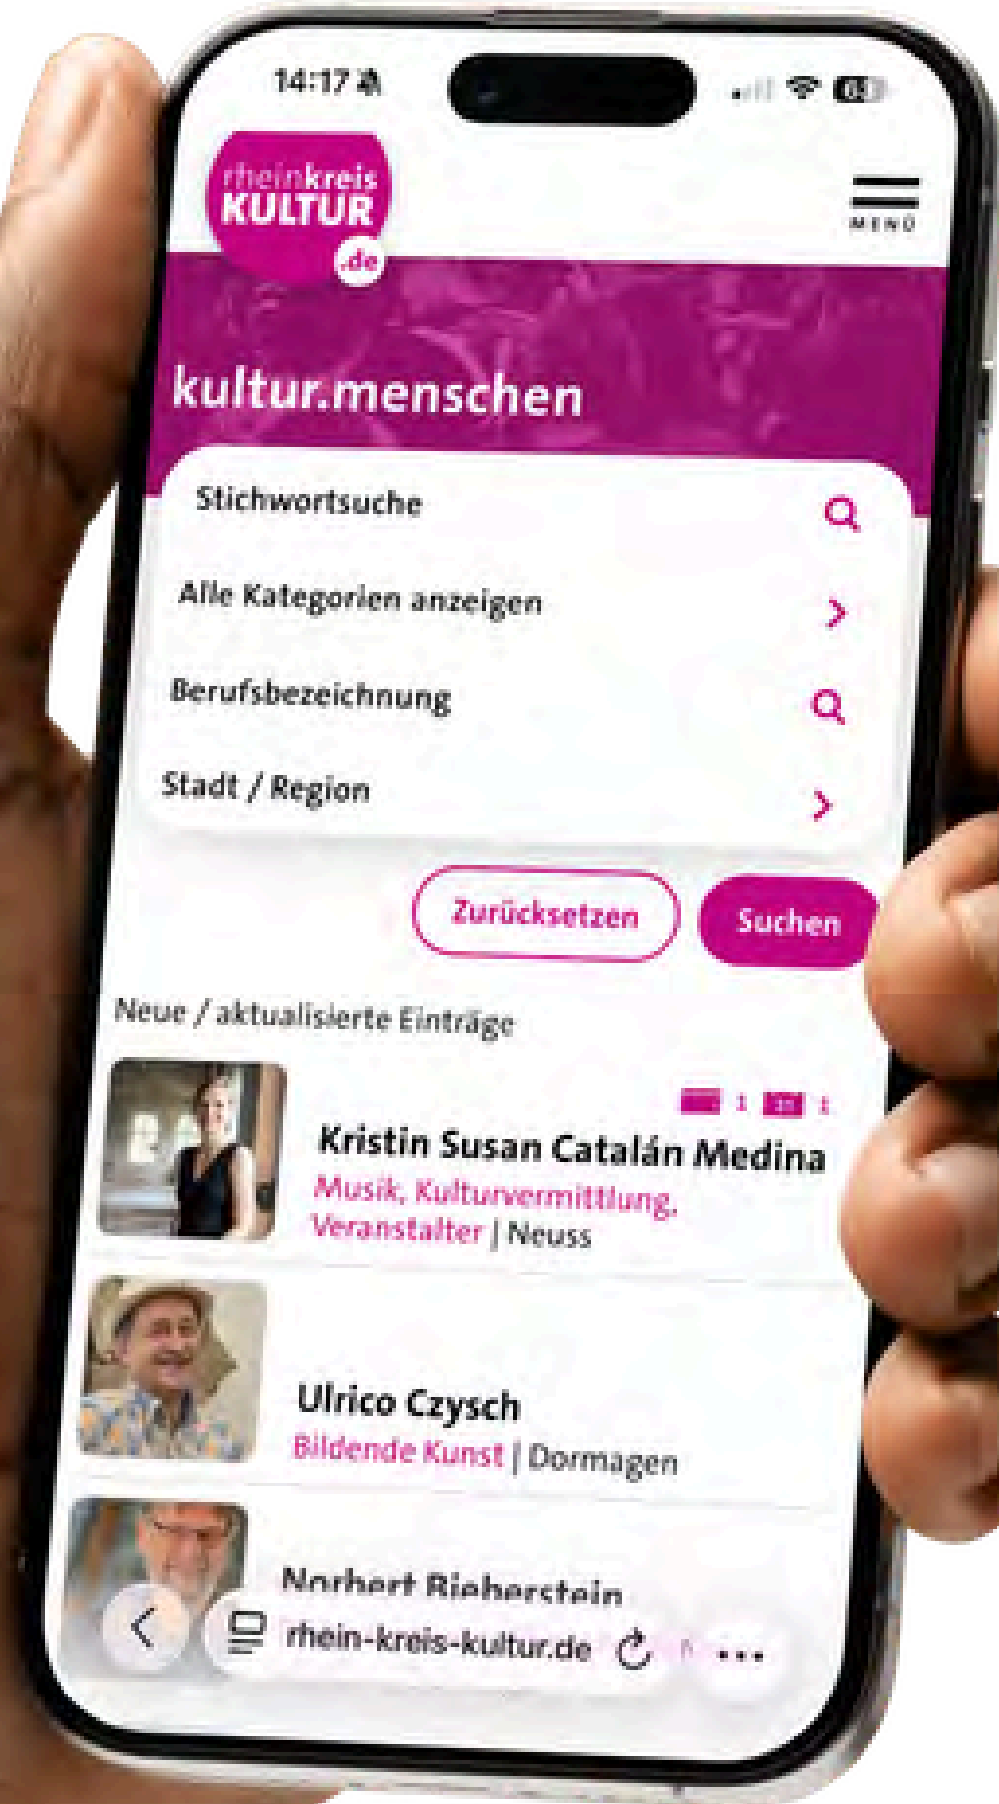 14:17
rheinkreis
KULTUR
.de
MENÜ
kultur.menschen
Stichwortsuche
Alle Kategorien anzeigen
Berufsbezeichnung
Stadt / Region
Zurücksetzen
Suchen
Neue / aktualisierte Einträge
Kristin Susan Catalán Medina
Musik, Kulturvermittlung,
Veranstalter | Neuss
Ulrico Czysch
Bildende Kunst | Dormagen
rhein-kreis-kultur.de